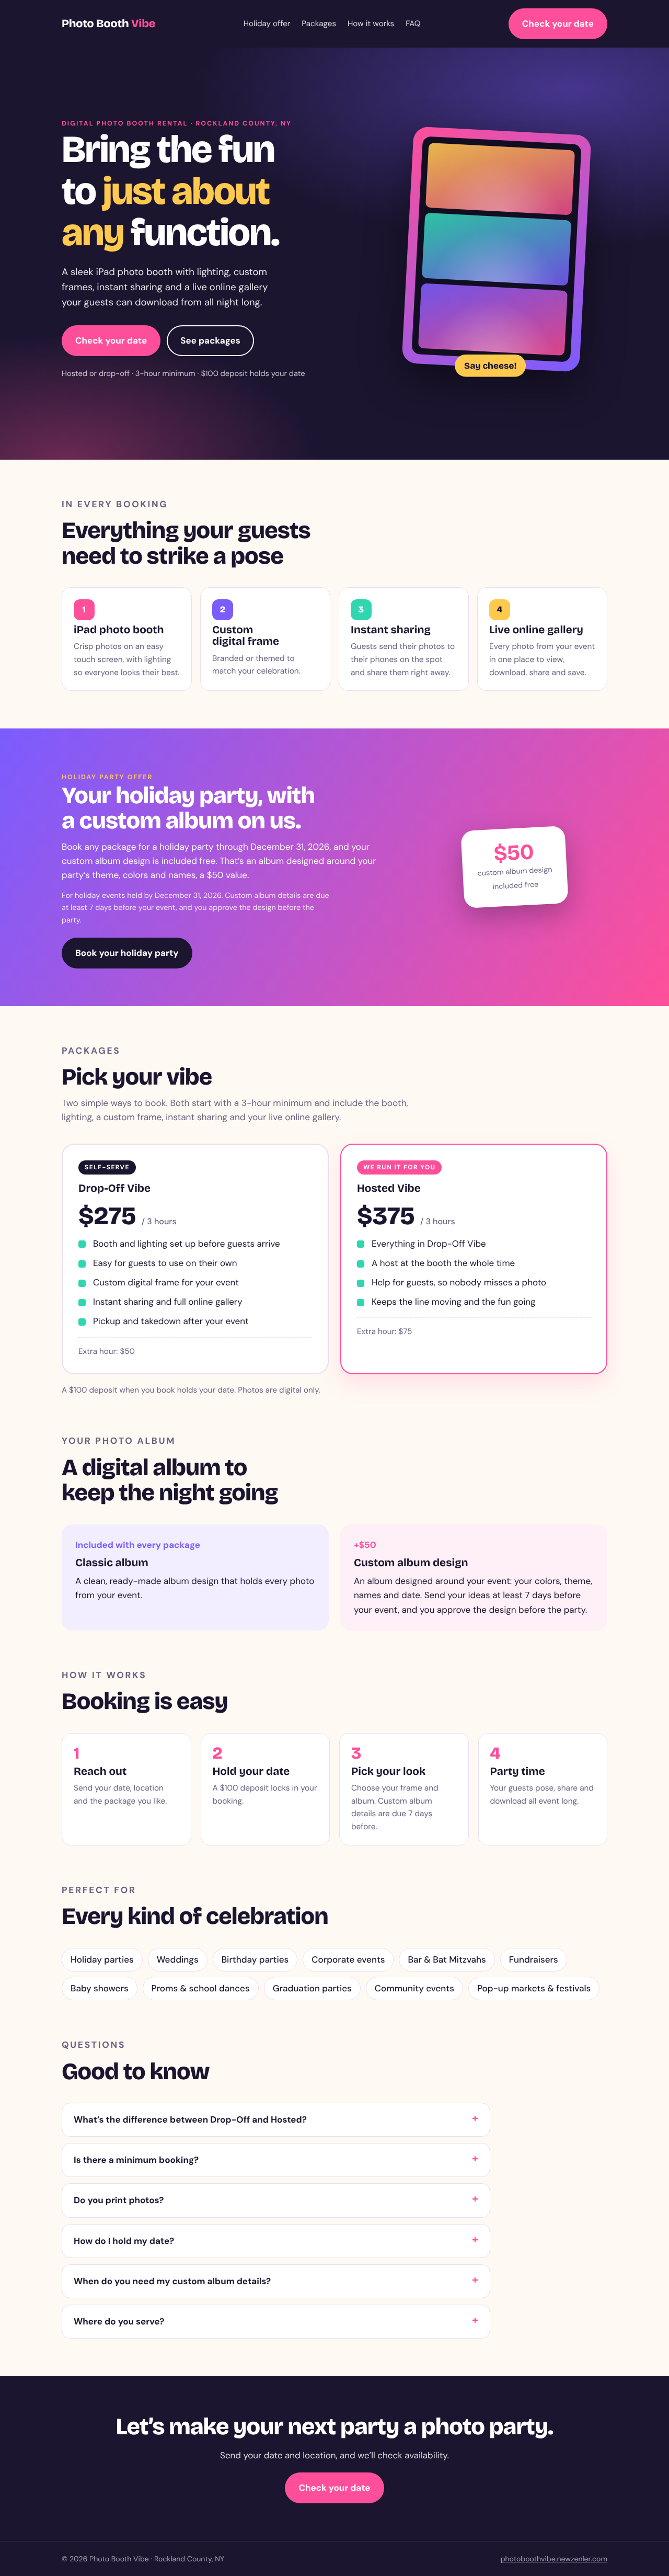 Photo Booth Vibe
Holiday offer
Packages
How it works
FAQ
Check your date
DIGITAL PHOTO BOOTH RENTAL · ROCKLAND COUNTY, NY
Bring the fun
to just about
any function.
A sleek iPad photo booth with lighting, custom
frames, instant sharing and a live online gallery
your guests can download from all night long.
Check your date
See packages
Hosted or drop-off · 3-hour minimum · $100 deposit holds your date
Say cheese!
IN EVERY BOOKING
Everything your guests
need to strike a pose
1
iPad photo booth
Crisp photos on an easy
touch screen, with lighting
so everyone looks their best.
2
Custom
digital frame
Branded or themed to
match your celebration.
3
Instant sharing
Guests send their photos to
their phones on the spot
and share them right away.
4
Live online gallery
Every photo from your event
in one place to view,
download, share and save.
HOLIDAY PARTY OFFER
Your holiday party, with
a custom album on us.
Book any package for a holiday party through December 31, 2026, and your
custom album design is included free. That's an album designed around your
party's theme, colors and names, a $50 value.
For holiday events held by December 31, 2026. Custom album details are due
at least 7 days before your event, and you approve the design before the
party.
Book your holiday party
$50
custom album design
included free
PACKAGES
Pick your vibe
Two simple ways to book. Both start with a 3-hour minimum and include the booth,
lighting, a custom frame, instant sharing and your live online gallery.
SELF-SERVE
Drop-Off Vibe
$275 / 3 hours
Booth and lighting set up before guests arrive
Easy for guests to use on their own
Custom digital frame for your event
Instant sharing and full online gallery
Pickup and takedown after your event
Extra hour: $50
WE RUN IT FOR YOU
Hosted Vibe
$375 / 3 hours
Everything in Drop-Off Vibe
A host at the booth the whole time
Help for guests, so nobody misses a photo
Keeps the line moving and the fun going
Extra hour: $75
A $100 deposit when you book holds your date. Photos are digital only.
YOUR PHOTO ALBUM
A digital album to
keep the night going
Included with every package
Classic album
A clean, ready-made album design that holds every photo
from your event.
+$50
Custom album design
An album designed around your event: your colors, theme,
names and date. Send your ideas at least 7 days before
your event, and you approve the design before the party.
HOW IT WORKS
Booking is easy
1
Reach out
Send your date, location
and the package you like.
2
Hold your date
A $100 deposit locks in your
booking.
3
Pick your look
Choose your frame and
album. Custom album
details are due 7 days
before.
4
Party time
Your guests pose, share and
download all event long.
PERFECT FOR
Every kind of celebration
Holiday parties
Weddings
Birthday parties
Corporate events
Bar & Bat Mitzvahs
Fundraisers
Baby showers
Proms & school dances
Graduation parties
Community events
Pop-up markets & festivals
QUESTIONS
Good to know
What's the difference between Drop-Off and Hosted? +
Is there a minimum booking? +
Do you print photos? +
How do I hold my date? +
When do you need my custom album details? +
Where do you serve? +
Let's make your next party a photo party.
Send your date and location, and we'll check availability.
Check your date
© 2026 Photo Booth Vibe · Rockland County, NY
photoboothvibe.newzenler.com